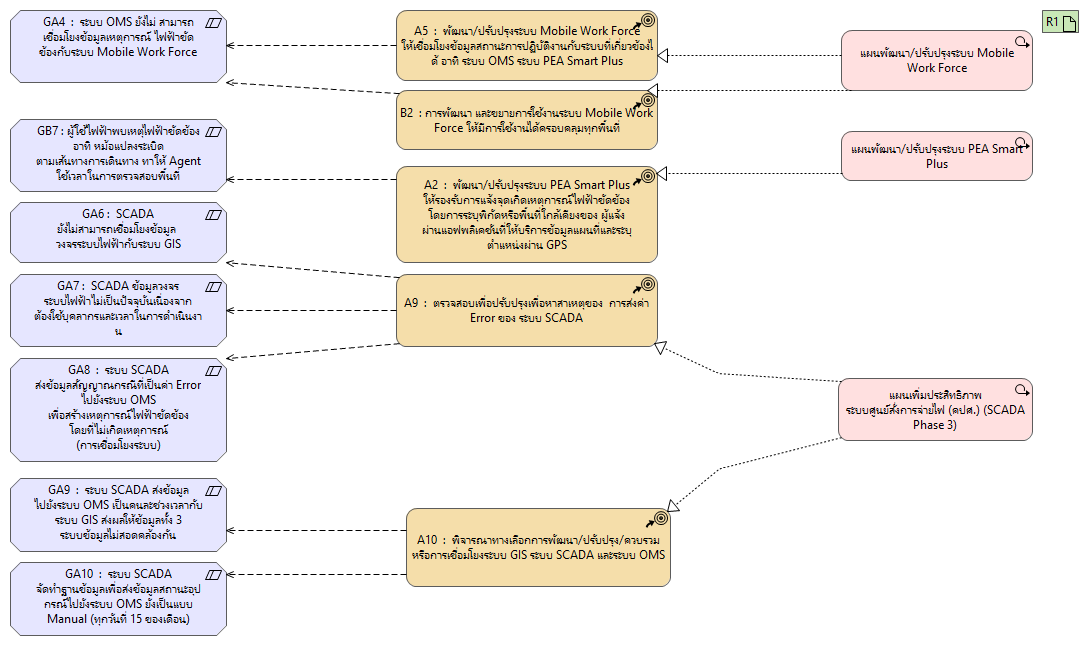 GA4 : ระบบ OMS ยังไม่ สามารถ
เชื่อมโยงข้อมูลเหตุการณ์ ไฟฟ้าขัด
ข้องกับระบบ Mobile Work Force
GB7 : ผู้ใช้ไฟฟ้าพบเหตุไฟฟ้าขัดข้อง
อาทิ หม้อแปลงระเบิด
ตามเส้นทางการเดินทาง ทาให้ Agent
ใช้เวลาในการตรวจสอบพื้นที่
GA6 : SCADA
ยังไม่สามารถเชื่อมโยงข้อมูล
วงจรระบบไฟฟ้ากับระบบ GIS
GA7 : SCADA ข้อมูลวงจร
ระบบไฟฟ้าไม่เป็นปัจจุบันเนื่องจาก
ต้องใช้บุคลากรและเวลาในการดำเนินงา
น
GA8 : ระบบ SCADA
ส่งข้อมูลสัญญาณกรณีที่เป็นค่า Error
ไปยังระบบ OMS
เพื่อสร้างเหตุการณ์ไฟฟ้าขัดข้อง
โดยที่ไม่เกิดเหตุการณ์
(การเชื่อมโยงระบบ)
GA9 : ระบบ SCADA ส่งข้อมูล
ไปยังระบบ OMS เป็นคนละช่วงเวลากับ
ระบบ GIS ส่งผลให้ข้อมูลทั้ง 3
ระบบข้อมูลไม่สอดคล้องกัน
GA10 : ระบบ SCADA
จัดทำฐานข้อมูลเพื่อส่งข้อมูลสถานะอุป
กรณ์ไปยังระบบ OMS ยังเป็นแบบ
Manual (ทุกวันที่ 15 ของเดือน)
A5 : พัฒนา/ปรับปรุงระบบ Mobile Work Force
ให้เชื่อมโยงข้อมูลสถานะการปฏิบัติงานกับระบบที่เกี่ยวข้องไ
ด้ อาทิ ระบบ OMS ระบบ PEA Smart Plus
B2 : การพัฒนา และขยายการใช้งานระบบ Mobile Work
Force ให้มีการใช้งานได้ครอบคลุมทุกพื้นที่
A2 : พัฒนา/ปรับปรุงระบบ PEA Smart Plus
ให้รองรับการแจ้งจุดเกิดเหตุการณ์ไฟฟ้าขัดข้อง
โดยการระบุพิกัดหรือพื้นที่ใกล้เคียงของ ผู้แจ้ง
ผ่านแอฟพลิเคชั่นที่ให้บริการข้อมูลแผนที่และระบุ
ตำแหน่งผ่าน GPS
A9 : ตรวจสอบเพื่อปรับปรุงเพื่อหาสาเหตุของ การส่งค่า
Error ของ ระบบ SCADA
A10 : พิจารณาทางเลือกการพัฒนา/ปรับปรุง/ควบรวม
หรือการเชื่อมโยงระบบ GIS ระบบ SCADA และระบบ OMS
แผนพัฒนา/ปรับปรุงระบบ Mobile
Work Force
แผนพัฒนา/ปรับปรุงระบบ PEA Smart
Plus
แผนเพิ่มประสิทธิภาพ
ระบบศูนย์สั่งการจ่ายไฟ (คปศ.) (SCADA
Phase 3)
R1